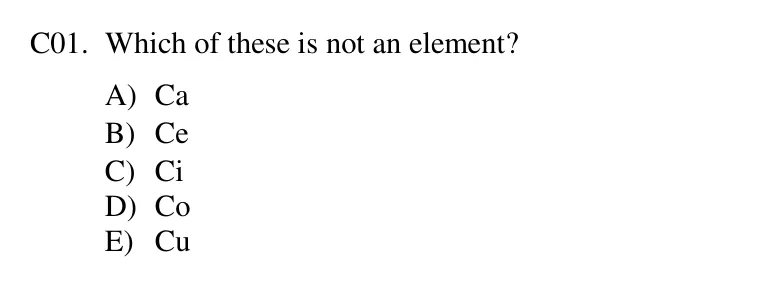 C01. Which of these is not an element?
A) Ca
B) Ce
C) Ci
D) Co
E) Cu